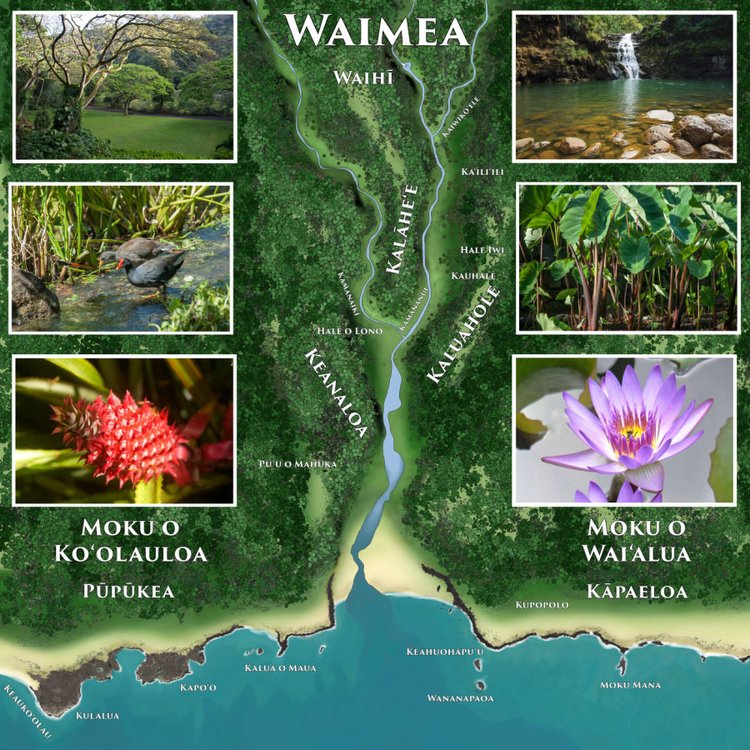 Waimea
Waihī
Kaiwiko'ele
Ka'ili'ili
Kalāhe'e
Hale Iwi
Kauhale
Kaluahole
Kamananui
Hale o Lono
Keanaloa
Pu'u o Mahuka
Moku o
Ko'olauloa
Pūpūkea
Moku o
Wai'alua
Kāpaeloa
Kupopolo
Keahuohapu'u
Kalua o Maua
Kapo'o
Wananapaoa
Moku Mana
Keauko'olau
Kulalua